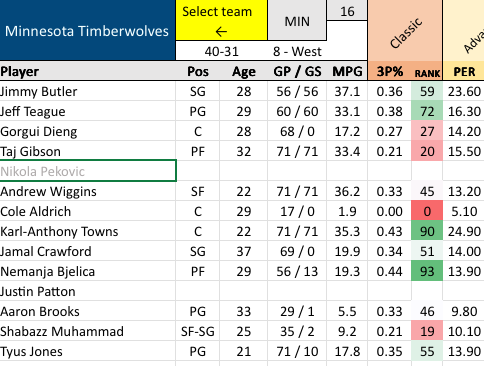 Minnesota Timberwolves Select team ← MIN 16 Classic
40-31 8 - West
Player Pos Age GP / GS MPG 3P% RANK PER
Jimmy Butler SG 28 56 / 56 37.1 0.36 59 23.60
Jeff Teague PG 29 60 / 60 33.1 0.38 72 16.30
Gorgui Dieng C 28 68 / 0 17.2 0.27 27 14.20
Taj Gibson PF 32 71 / 71 33.4 0.21 20 15.50
Nikola Pekovic
Andrew Wiggins SF 22 71 / 71 36.2 0.33 45 13.20
Cole Aldrich C 29 17 / 0 1.9 0.00 0 5.10
Karl-Anthony Towns C 22 71 / 71 35.3 0.43 90 24.90
Jamal Crawford SG 37 69 / 0 19.9 0.34 51 14.00
Nemanja Bjelica PF 29 56 / 13 19.3 0.44 93 13.90
Justin Patton
Aaron Brooks PG 33 29 / 1 5.5 0.33 46 9.80
Shabazz Muhammad SF-SG 25 35 / 2 9.2 0.21 19 10.10
Tyus Jones PG 21 71 / 10 17.8 0.35 55 13.90